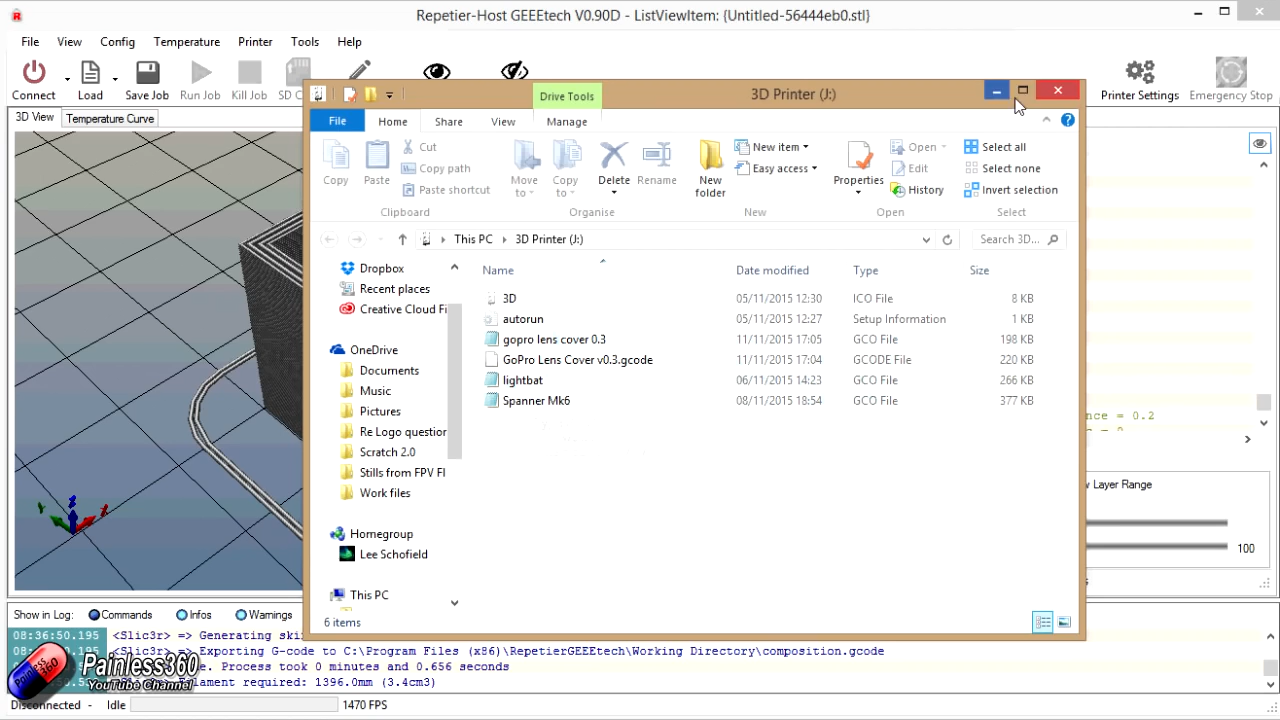 Repetier-Host GEEEtech V0.90D - ListViewItem: {Untitled-56444eb0.stl}
File View Config Temperature Printer Tools Help
Connect Load Save Job Run Job Kill Job SD C Printer Settings Emergency Stop
3D View Temperature Curve
Drive Tools 3D Printer (J:)
File Home Share View Manage
Copy Paste Cut Copy path Paste shortcut
Clipboard
Move to Copy to Delete Rename
Organise
New folder New item Easy access
New
Properties Open Edit History
Open
Select all Select none Invert selection
Select
This PC 3D Printer (J:) Search 3D...
Name Date modified Type Size
3D 05/11/2015 12:30 ICO File 8 KB
autorun 05/11/2015 12:27 Setup Information 1 KB
gopro lens cover 0.3 11/11/2015 17:05 GCO File 198 KB
GoPro Lens Cover v0.3.gcode 11/11/2015 17:04 GCODE File 220 KB
lightbat 06/11/2015 14:23 GCO File 266 KB
Spanner Mk6 08/11/2015 18:54 GCO File 377 KB
Dropbox
Recent places
Creative Cloud Fi
OneDrive
Documents
Music
Pictures
Re Logo question
Scratch 2.0
Stills from FPV Fl
Work files
Homegroup
Lee Schofield
This PC
6 items
nce = 0.2
w Layer Range
100
Y Z X
Show in Log: Commands Infos Warnings
08:36:50.195 <Slic3r> => Generating ski
.195 <Slic3r> => Exporting G-code to C:\Program Files (x86)\RepetierGEEEtech\Working Directory\composition.gcode
. Process took 0 minutes and 0.656 seconds
ilament required: 1396.0mm (3.4cm3)
Painless360
YouTube Channel
Disconnected - Idle 1470 FPS